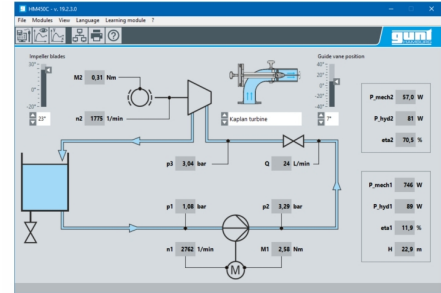 HM450C - v. 19.2.3.0
File Modules View Language Learning module ?
gunt
Impeller blades
30°
0°
-20°
23°
M2 0,31 Nm
n2 1775 1/min
Kaplan turbine
Guide vane position
40°
20°
0°
-20°
7°
P_mech2 57,0 W
P_hyd2 81 W
eta2 70,5 %
p3 3,04 bar
Q 24 L/min
p1 1,08 bar
p2 3,29 bar
n1 2762 1/min
M1 2,58 Nm
M
P_mech1 746 W
P_hyd1 89 W
eta1 11,9 %
H 22,9 m